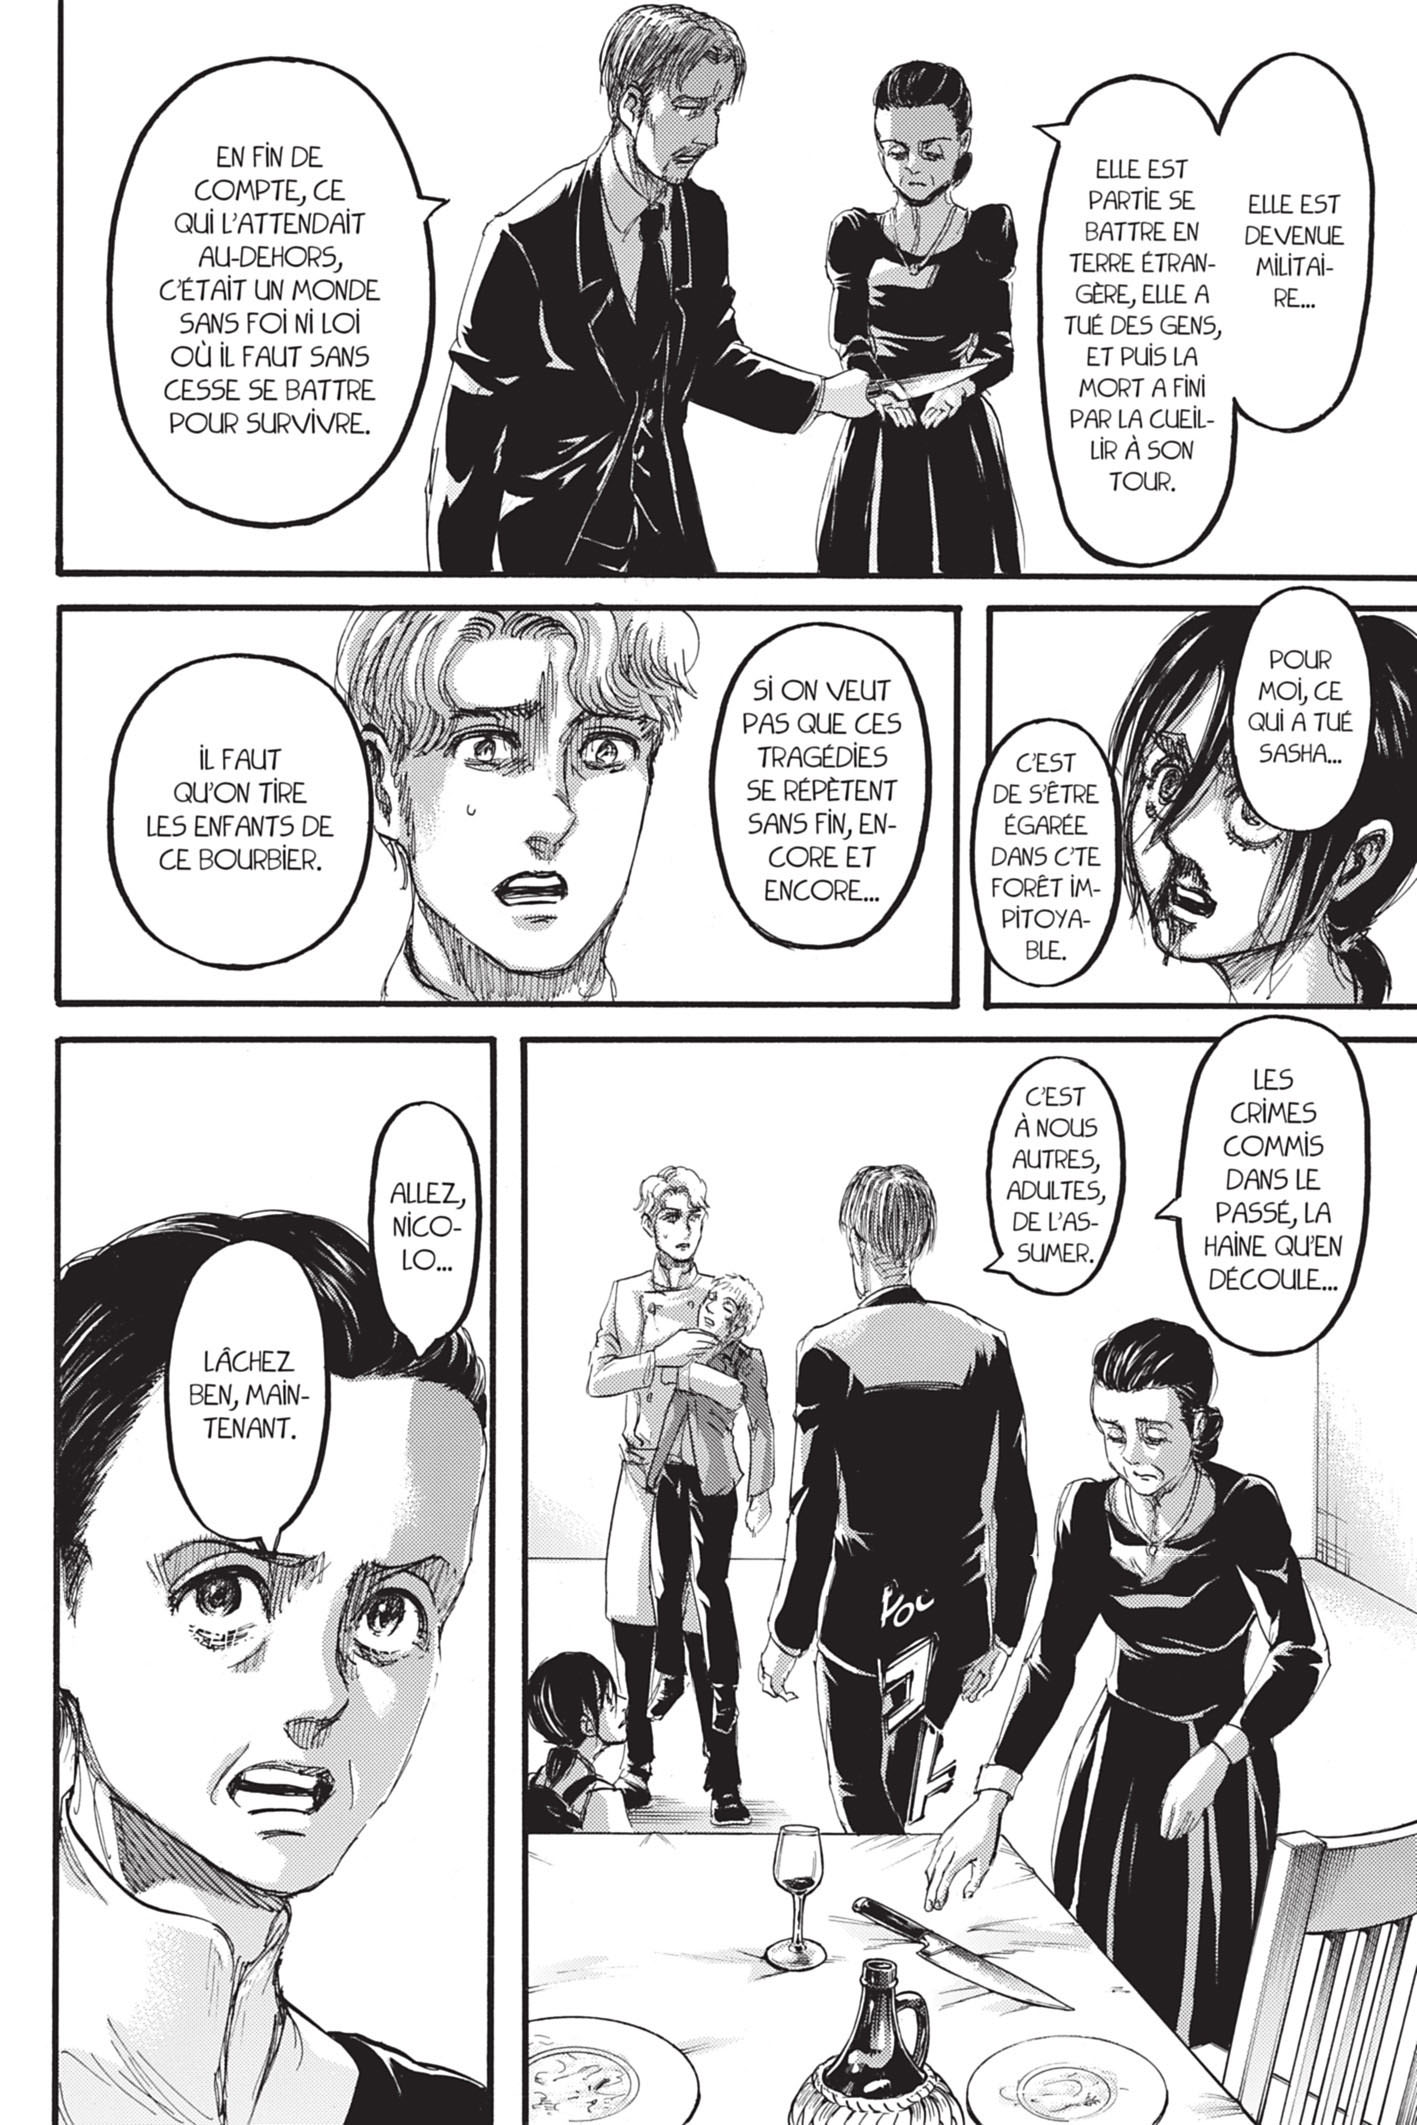 ELLE EST
DEVENUE
MILITAI-
RE...
ELLE EST
PARTIE SE
BATTRE EN
TERRE ÉTRAN-
GÈRE, ELLE A
TUÉ DES GENS,
ET PUIS LA
MORT A FINI
PAR LA CUEIL-
LIR À SON
TOUR.
EN FIN DE
COMPTE, CE
QUI L'ATTENDAIT
AU-DEHORS,
C'ÉTAIT UN MONDE
SANS FOI NI LOI
OÙ IL FAUT SANS
CESSE SE BATTRE
POUR SURVIVRE.
POUR
MOI, CE
QUI A TUÉ
SASHA...
C'EST
DE S'ÊTRE
ÉGARÉE
DANS C'TE
FORÊT IM-
PITOYA-
BLE.
SI ON VEUT
PAS QUE CES
TRAGÉDIES
SE RÉPÈTENT
SANS FIN, EN-
CORE ET
ENCORE...
IL FAUT
QU'ON TIRE
LES ENFANTS DE
CE BOURBIER.
LES
CRIMES
COMMIS
DANS LE
PASSÉ, LA
HAINE QU'EN
DÉCOULE...
C'EST
À NOUS
AUTRES,
ADULTES,
DE L'AS-
SUMER.
TOC
ALLEZ,
NICO-
LO...
LÂCHEZ
BEN, MAIN-
TENANT.